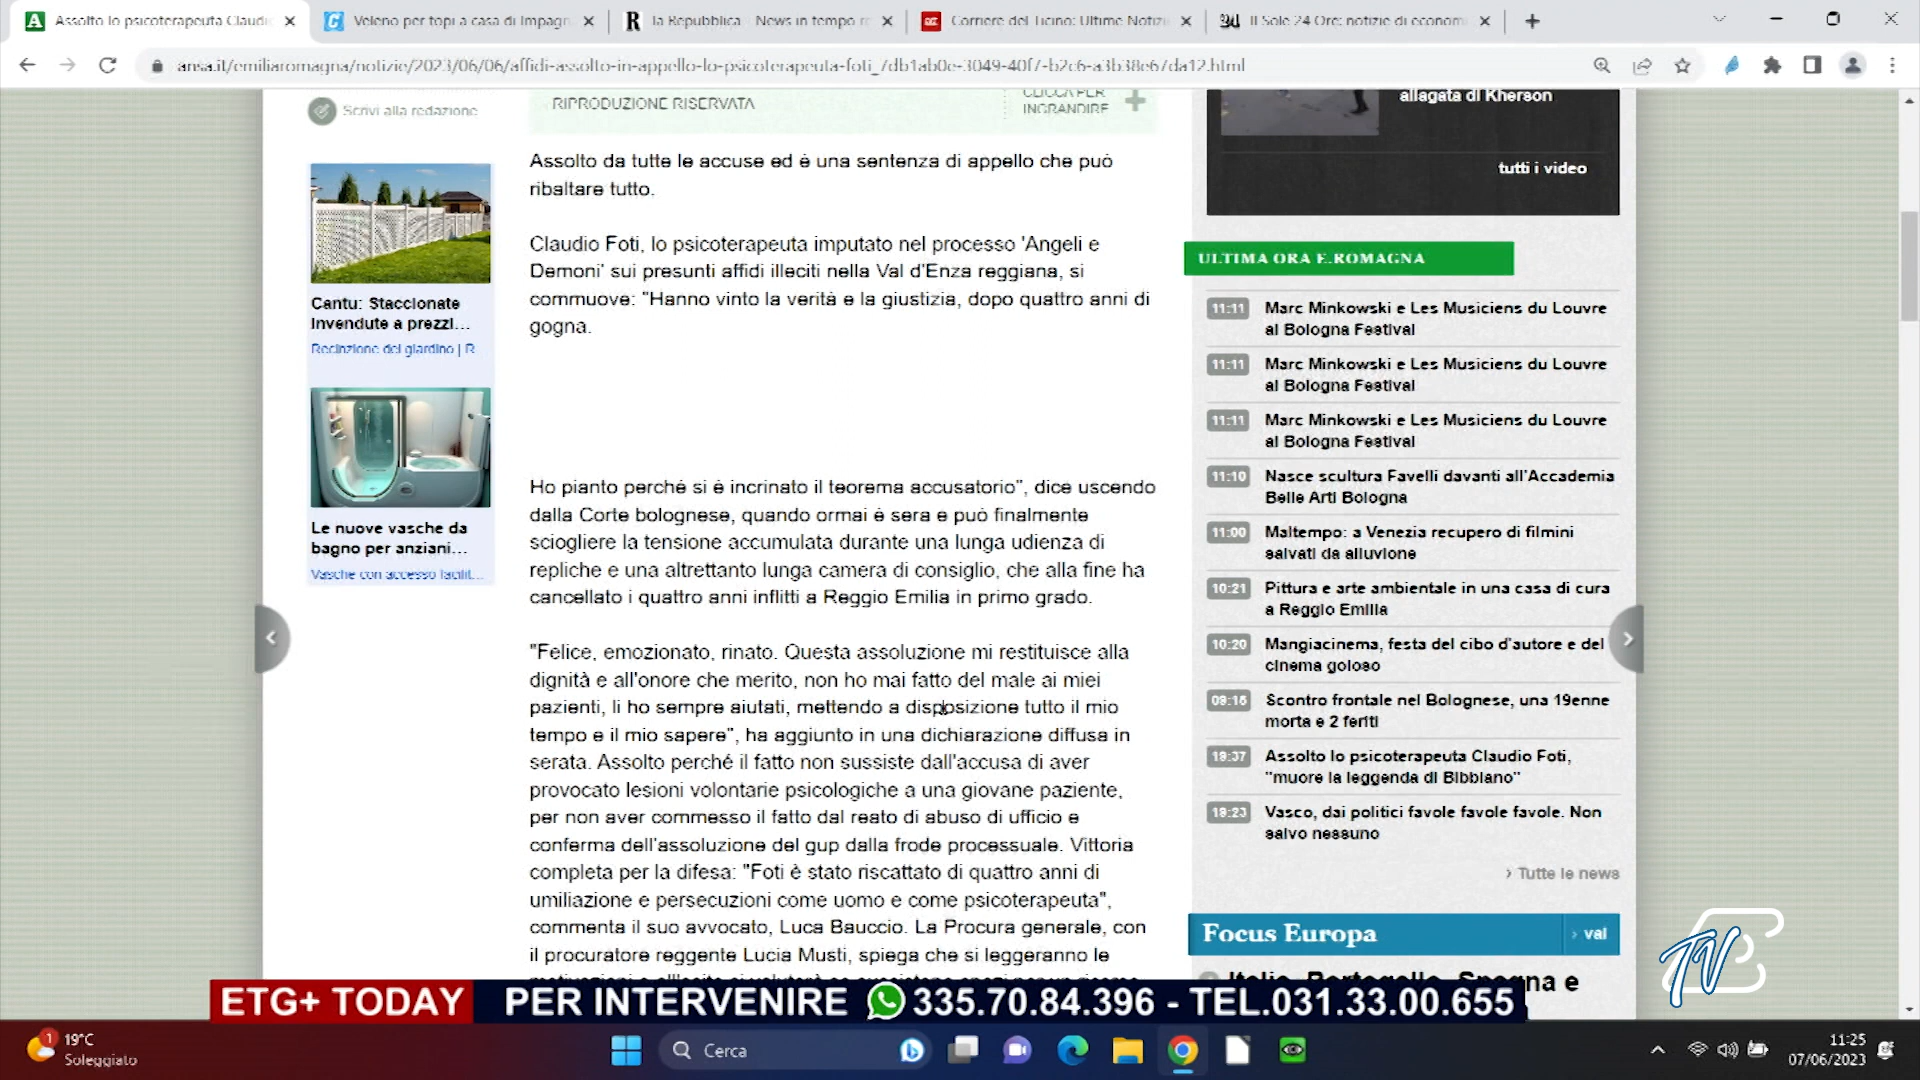 Assolto lo psicoterapeuta Claudi
Veleno per topi a casa di Impagn
la Repubblica - News in tempo re
Corriere del Ticino: Ultime Notizi
Il Sole 24 Ore: notizie di econom
ansa.it/emiliaromagna/notizie/2023/06/06/affidi-assolto-in-appello-lo-psicoterapeuta-foti_7db1ab0e-3049-40f7-b2c6-a3b38e67da12.html
Scrivi alla redazione
RIPRODUZIONE RISERVATA
CLICCA PER
INGRANDIRE
Assolto da tutte le accuse ed è una sentenza di appello che può
ribaltare tutto.
Claudio Foti, lo psicoterapeuta imputato nel processo 'Angeli e
Demoni' sui presunti affidi illeciti nella Val d'Enza reggiana, si
commuove: "Hanno vinto la verità e la giustizia, dopo quattro anni di
gogna.
Ho pianto perché si è incrinato il teorema accusatorio", dice uscendo
dalla Corte bolognese, quando ormai è sera e può finalmente
sciogliere la tensione accumulata durante una lunga udienza di
repliche e una altrettanto lunga camera di consiglio, che alla fine ha
cancellato i quattro anni inflitti a Reggio Emilia in primo grado.
"Felice, emozionato, rinato. Questa assoluzione mi restituisce alla
dignità e all'onore che merito, non ho mai fatto del male ai miei
pazienti, li ho sempre aiutati, mettendo a disposizione tutto il mio
tempo e il mio sapere", ha aggiunto in una dichiarazione diffusa in
serata. Assolto perché il fatto non sussiste dall'accusa di aver
provocato lesioni volontarie psicologiche a una giovane paziente,
per non aver commesso il fatto dal reato di abuso di ufficio e
conferma dell'assoluzione del gup dalla frode processuale. Vittoria
completa per la difesa: "Foti è stato riscattato di quattro anni di
umiliazione e persecuzioni come uomo e come psicoterapeuta",
commenta il suo avvocato, Luca Bauccio. La Procura generale, con
il procuratore reggente Lucia Musti, spiega che si leggeranno le
Cantu: Staccionate
invendute a prezzi...
Recinzione del giardino | R
Le nuove vasche da
bagno per anziani...
Vasche con accesso facilit...
allagata di Kherson
tutti i video
ULTIMA ORA E.ROMAGNA
11:11 Marc Minkowski e Les Musiciens du Louvre
al Bologna Festival
11:11 Marc Minkowski e Les Musiciens du Louvre
al Bologna Festival
11:11 Marc Minkowski e Les Musiciens du Louvre
al Bologna Festival
11:10 Nasce scultura Favelli davanti all'Accademia
Belle Arti Bologna
11:00 Maltempo: a Venezia recupero di filmini
salvati da alluvione
10:21 Pittura e arte ambientale in una casa di cura
a Reggio Emilia
10:20 Mangiacinema, festa del cibo d'autore e del
cinema goloso
Scontro frontale nel Bolognese, una 19enne
morta e 2 feriti
Assolto lo psicoterapeuta Claudio Foti,
"muore la leggenda di Bibbiano"
Vasco, dai politici favole favole favole. Non
salvo nessuno
› Tutte le news
Focus Europa
› vai
Italia, Portogallo, Spagna e
ETG+ TODAY
PER INTERVENIRE 335.70.84.396 - TEL.031.33.00.655
TV
1
19°C
Soleggiato
Cerca
11:25
07/06/2023